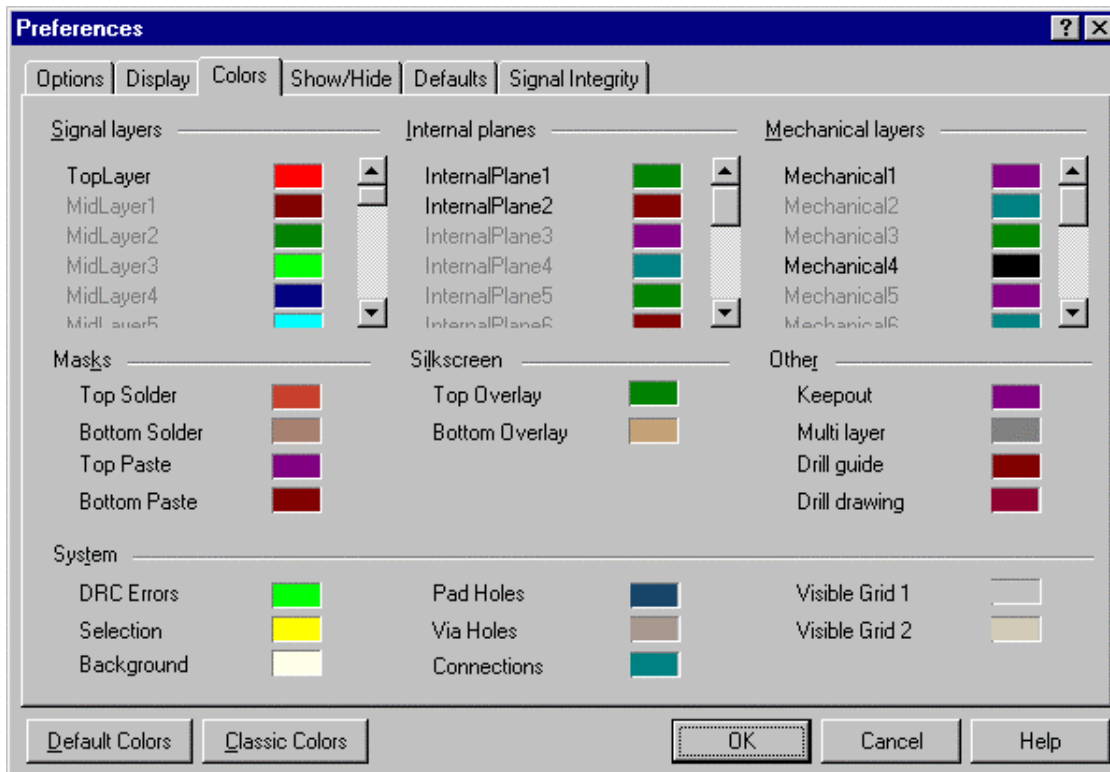 Preferences
Options Display Colors Show/Hide Defaults Signal Integrity
Signal layers Internal planes Mechanical layers
TopLayer InternalPlane1 Mechanical1
MidLayer1 InternalPlane2 Mechanical2
MidLayer2 InternalPlane3 Mechanical3
MidLayer3 InternalPlane4 Mechanical4
MidLayer4 InternalPlane5 Mechanical5
MidLayer5 InternalPlane6 Mechanical6
Masks Silkscreen Other
Top Solder Top Overlay Keepout
Bottom Solder Bottom Overlay Multi layer
Top Paste Drill guide
Bottom Paste Drill drawing
System
DRC Errors Pad Holes Visible Grid 1
Selection Via Holes Visible Grid 2
Background Connections
Default Colors Classic Colors OK Cancel Help